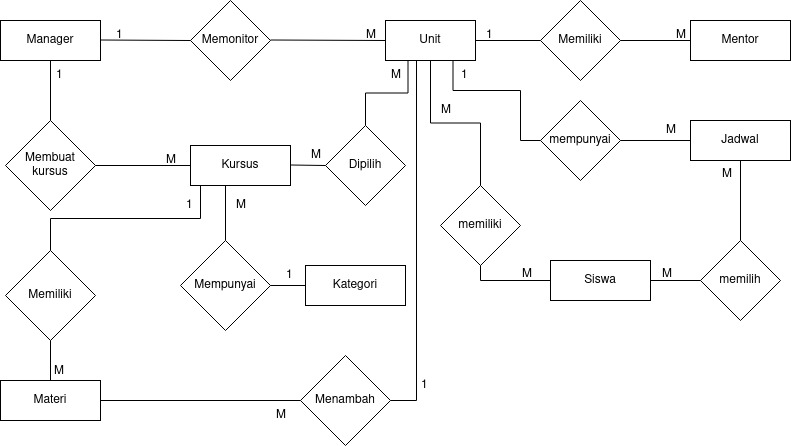 Manager
1
Memonitor
M
Unit
1
Memiliki
M
Mentor
1
M
1
M
Membuat
kursus
M
Kursus
M
Dipilih
mempunyai
M
Jadwal
M
1
M
memiliki
Memiliki
Mempunyai
1
Kategori
M
Siswa
M
memilih
M
Materi
M
Menambah
1